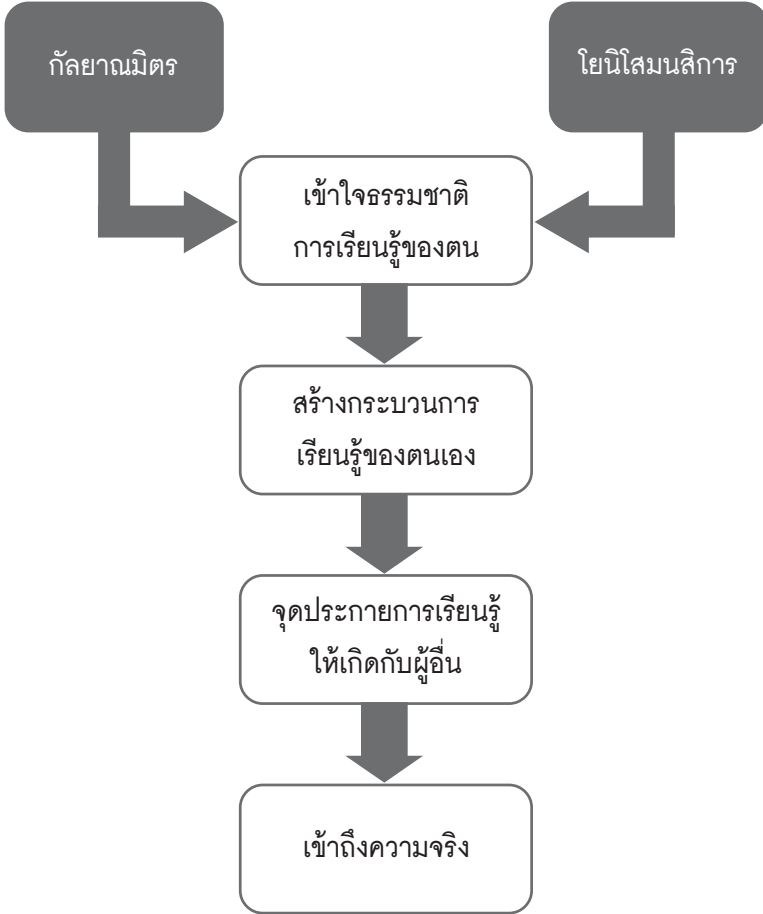 กัลยาณมิตร
โยนิโสมนสิการ
เข้าใจธรรมชาติ
การเรียนรู้ของตน
สร้างกระบวนการ
เรียนรู้ของตนเอง
จุดประกายการเรียนรู้
ให้เกิดกับผู้อื่น
เข้าถึงความจริง